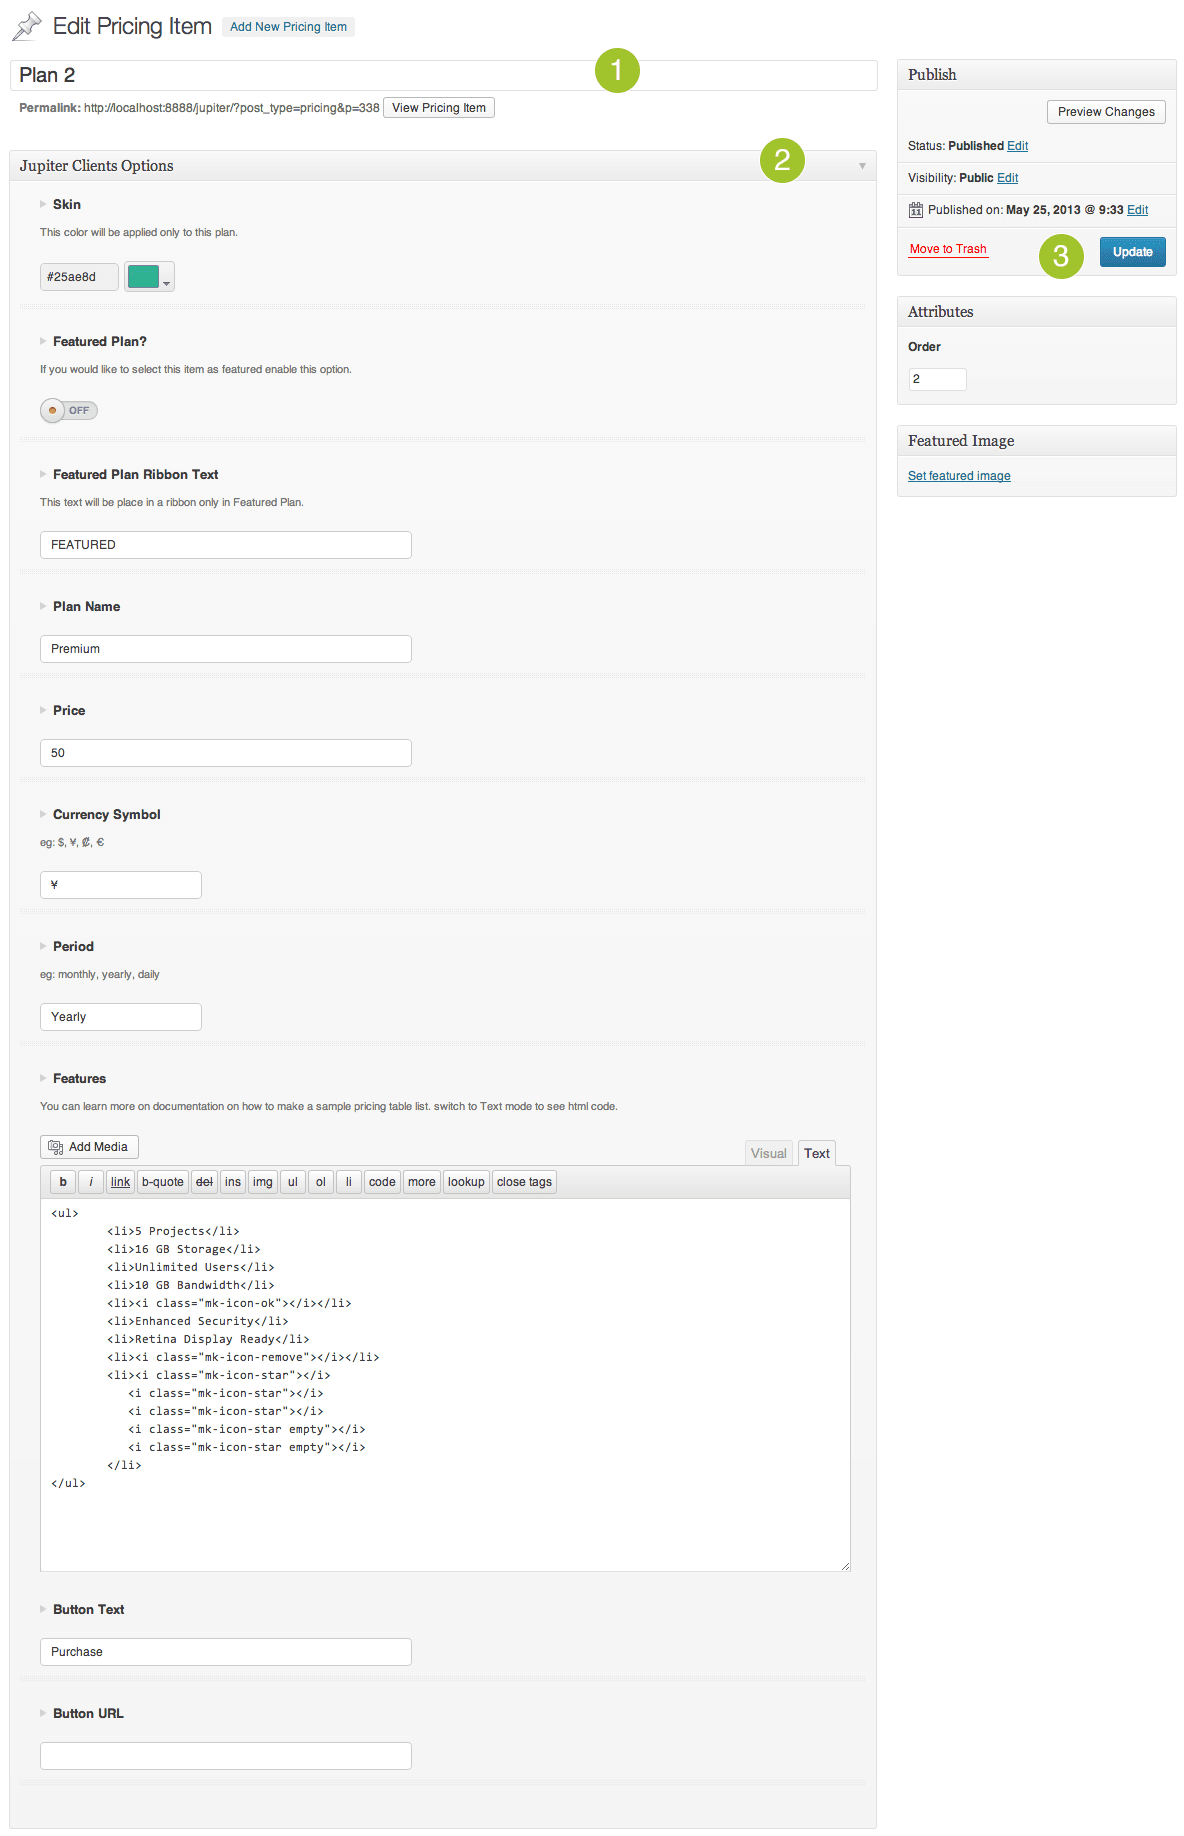 Edit Pricing Item
Add New Pricing Item
Plan 2
1
Permalink: http://localhost:8888/jupiter/?post_type=pricing&p=338
View Pricing Item
Jupiter Clients Options
2
Skin
This color will be applied only to this plan.
#25ae8d
Featured Plan?
If you would like to select this item as featured enable this option.
OFF
Featured Plan Ribbon Text
This text will be place in a ribbon only in Featured Plan.
FEATURED
Plan Name
Premium
Price
50
Currency Symbol
eg: $, ¥, ₡, €
¥
Period
eg: monthly, yearly, daily
Yearly
Features
You can learn more on documentation on how to make a sample pricing table list. switch to Text mode to see html code.
Add Media
Visual Text
b i link b-quote del ins img ul ol li code more lookup close tags
<ul>
<li>5 Projects</li>
<li>16 GB Storage</li>
<li>Unlimited Users</li>
<li>10 GB Bandwidth</li>
<li><i class="mk-icon-ok"></i></li>
<li>Enhanced Security</li>
<li>Retina Display Ready</li>
<li><i class="mk-icon-remove"></i></li>
<li><i class="mk-icon-star"></i>
<i class="mk-icon-star"></i>
<i class="mk-icon-star"></i>
<i class="mk-icon-star empty"></i>
<i class="mk-icon-star empty"></i>
</li>
</ul>
Button Text
Purchase
Button URL
Publish
Preview Changes
Status: Published Edit
Visibility: Public Edit
11 Published on: May 25, 2013 @ 9:33 Edit
Move to Trash
3
Update
Attributes
Order
2
Featured Image
Set featured image